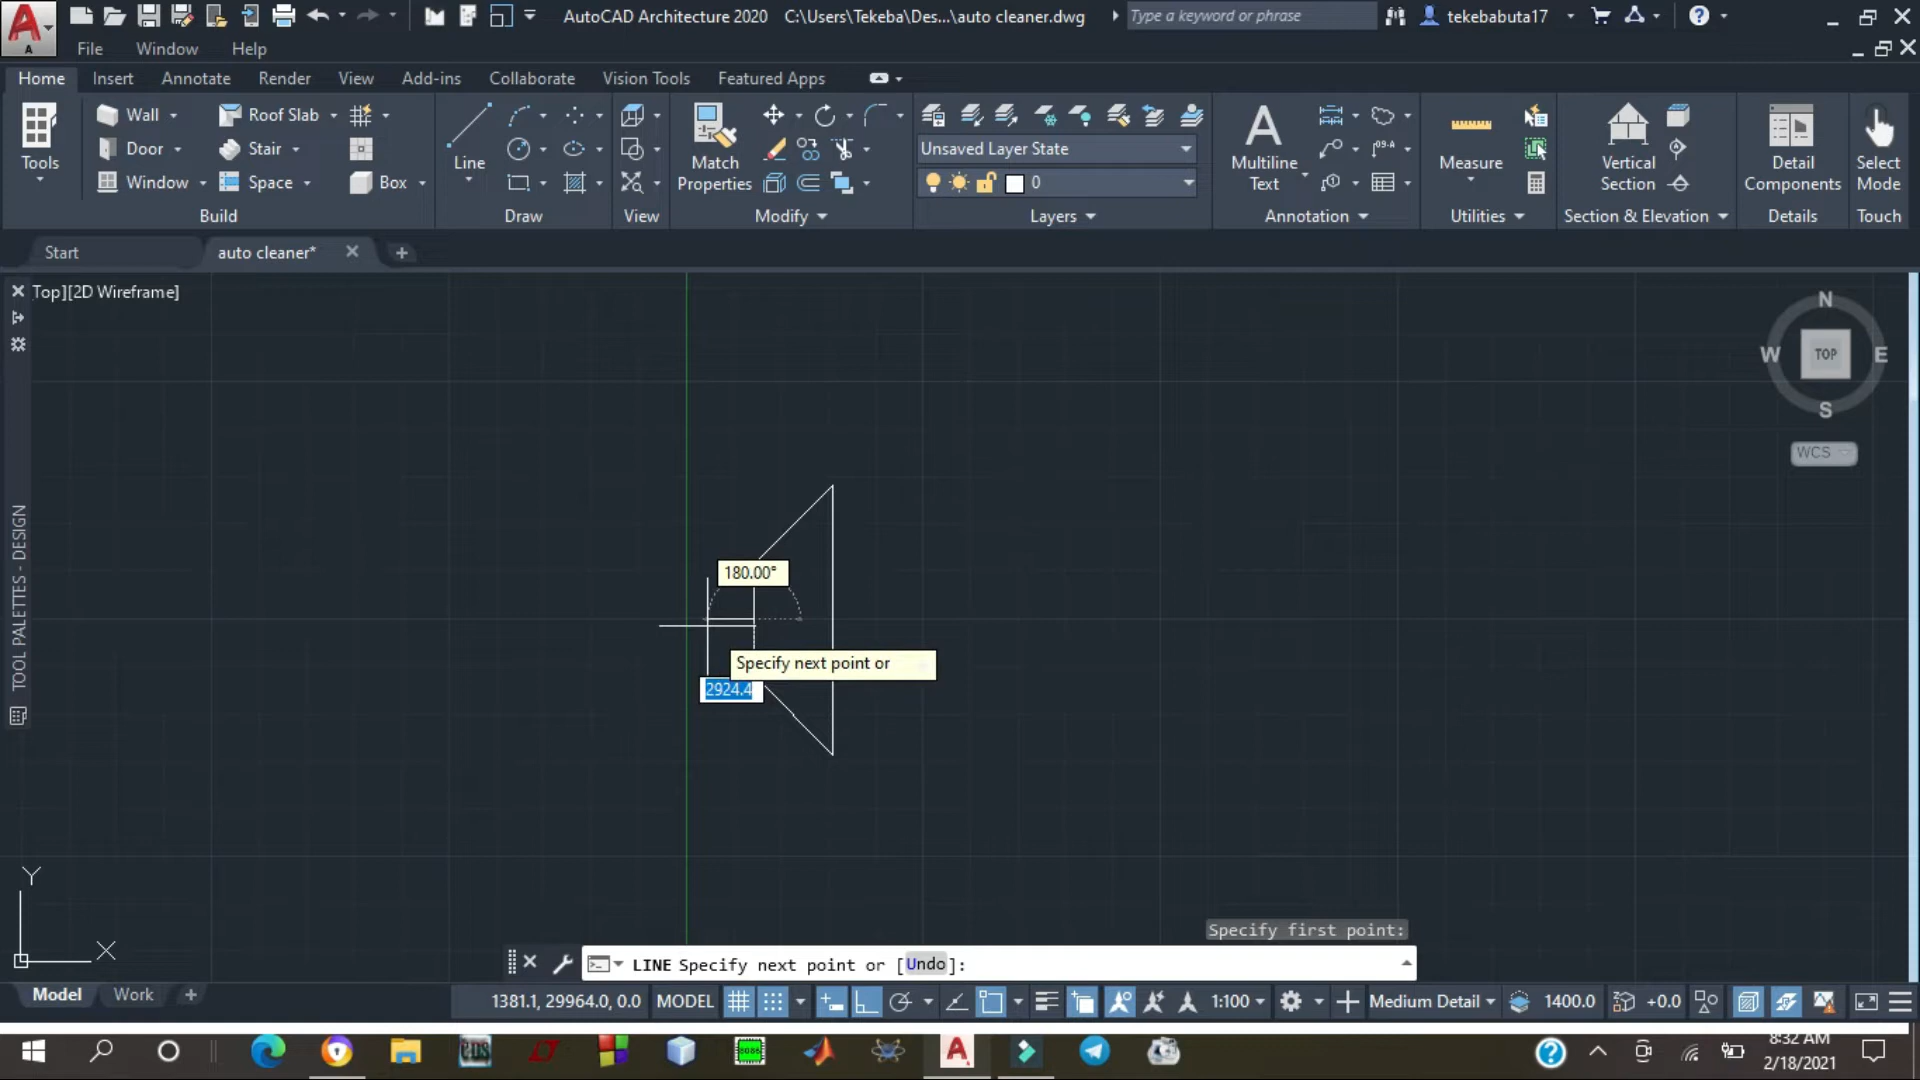 AutoCAD Architecture 2020 C:\Users\Tekeba\Des...\auto cleaner.dwg Type a keyword or phrase tekebabuta17
A
File Window Help
Home Insert Annotate Render View Add-ins Collaborate Vision Tools Featured Apps
Tools Wall Door Window Roof Slab Stair Space Box
Build
Line
Draw
View
Match Properties
Modify
Unsaved Layer State
0
Layers
Multiline Text
Annotation
Measure
Utilities
Vertical Section
Section & Elevation
Detail Components
Details
Select Mode
Touch
Start auto cleaner*
Top][2D Wireframe]
N
W TOP E
S
WCS
TOOL PALETTES - DESIGN
180.00°
Specify next point or
2924.4
Y
X
Specify first point:
LINE Specify next point or [Undo]:
Model Work
1381.1, 29964.0, 0.0 MODEL 1:100 Medium Detail 1400.0 +0.0
8:32 AM
2/18/2021